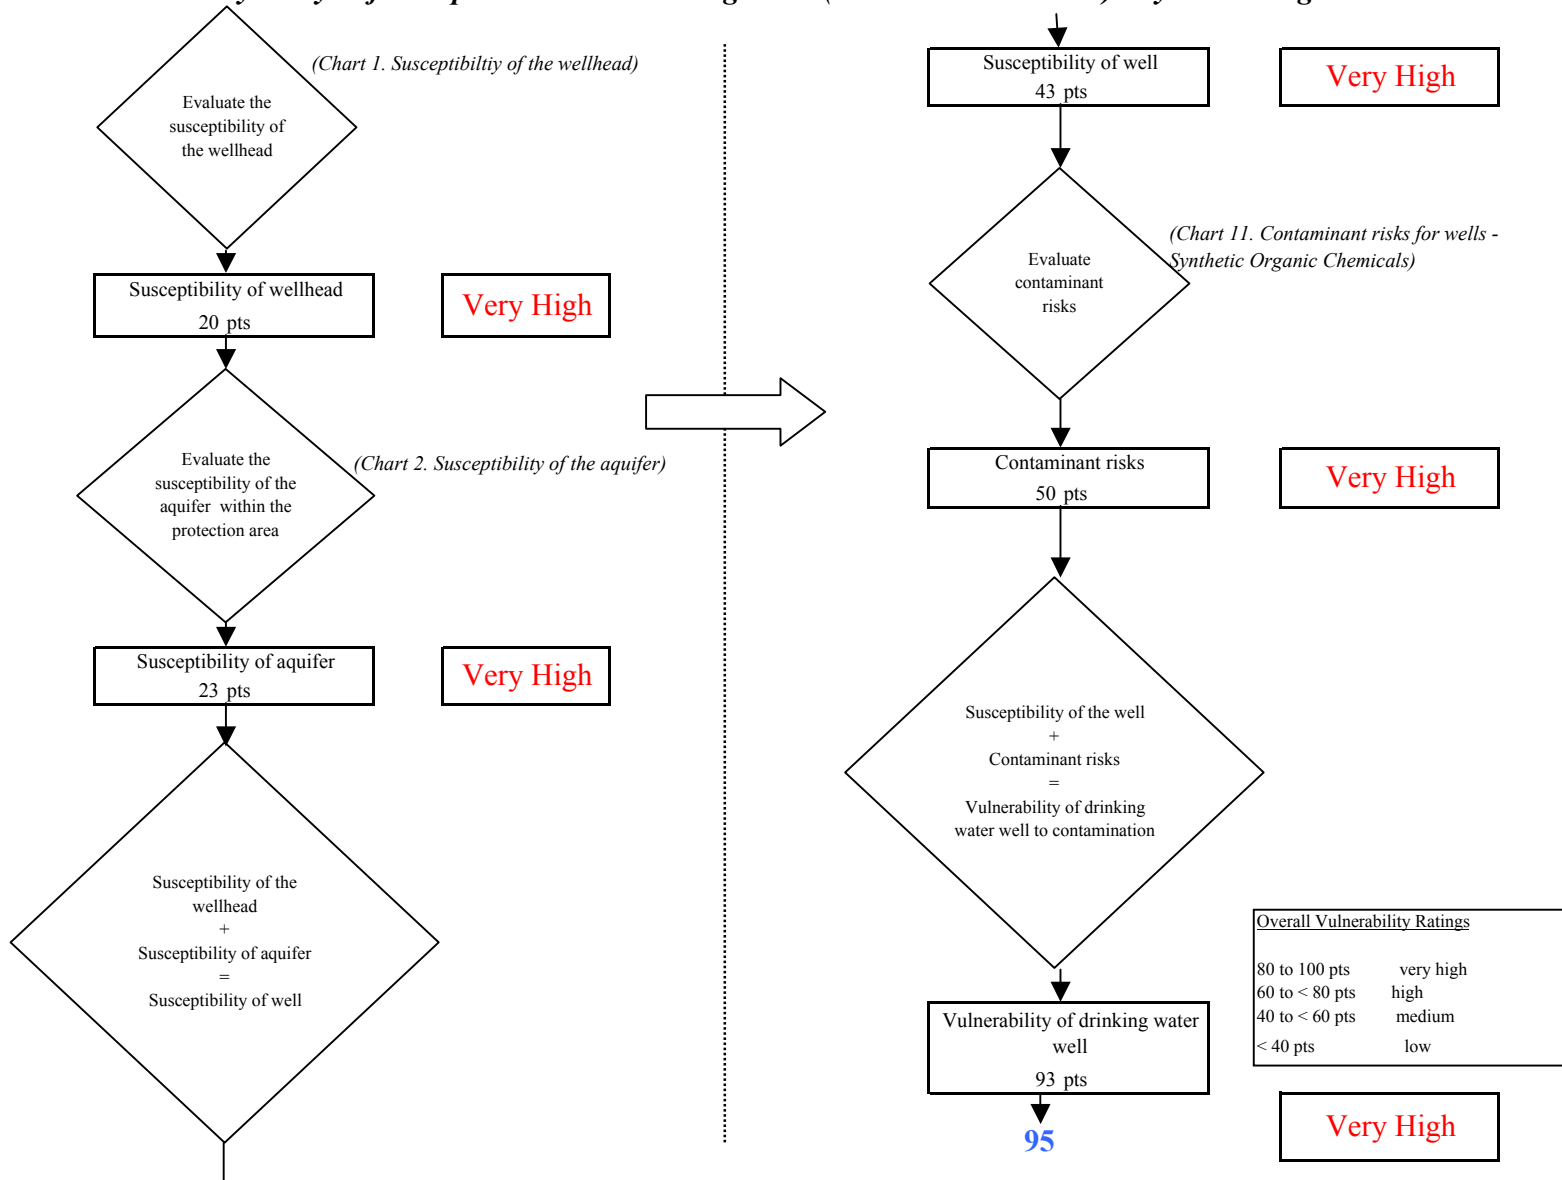 (Chart 1. Susceptibiltiy of the wellhead)
Evaluate the
susceptibility of
the wellhead
Susceptibility of wellhead
20 pts
Very High
Evaluate the
susceptibility of the
aquifer within the
protection area
(Chart 2. Susceptibility of the aquifer)
Susceptibility of aquifer
23 pts
Very High
Susceptibility of the
wellhead
+
Susceptibility of aquifer
=
Susceptibility of well
Susceptibility of well
43 pts
Very High
Evaluate
contaminant
risks
(Chart 11. Contaminant risks for wells -
Synthetic Organic Chemicals)
Contaminant risks
50 pts
Very High
Susceptibility of the well
+
Contaminant risks
=
Vulnerability of drinking
water well to contamination
Overall Vulnerability Ratings
80 to 100 pts very high
60 to < 80 pts high
40 to < 60 pts medium
< 40 pts low
Vulnerability of drinking water
well
93 pts
95
Very High